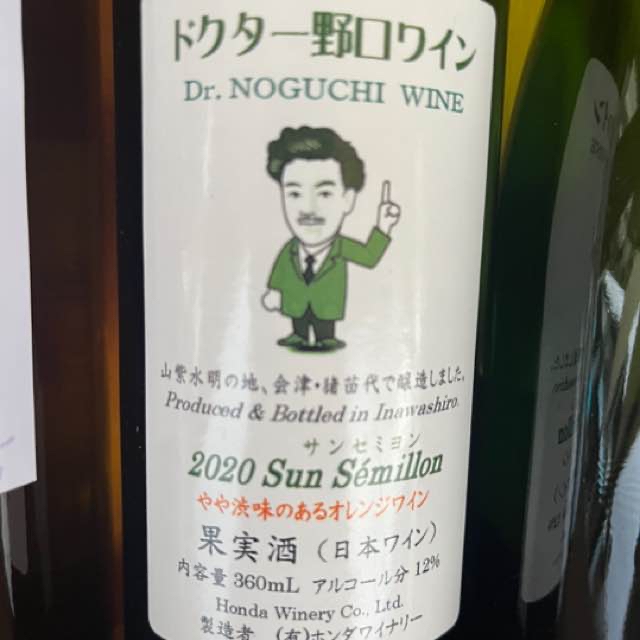 ドクター野口ワイン
Dr. NOGUCHI WINE
山紫水明の地、会津・猪苗代で醸造しました。
Produced & Bottled in Inawashiro.
サンセミヨン
2020 Sun Sémillon
やや渋味のあるオレンジワイン
果実酒（日本ワイン）
内容量 360mL アルコール分 12%
Honda Winery Co., Ltd.
製造者 （有）ホンダワイナリー